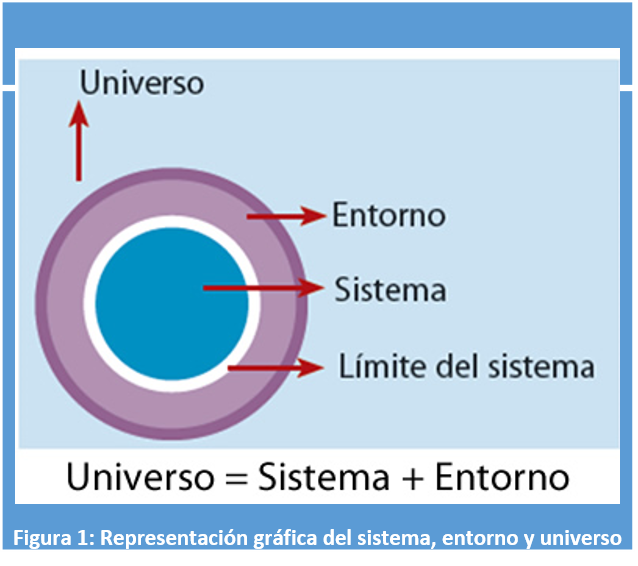 Universo
Entorno
Sistema
Límite del sistema
Universo = Sistema + Entorno
Figura 1: Representación gráfica del sistema, entorno y universo